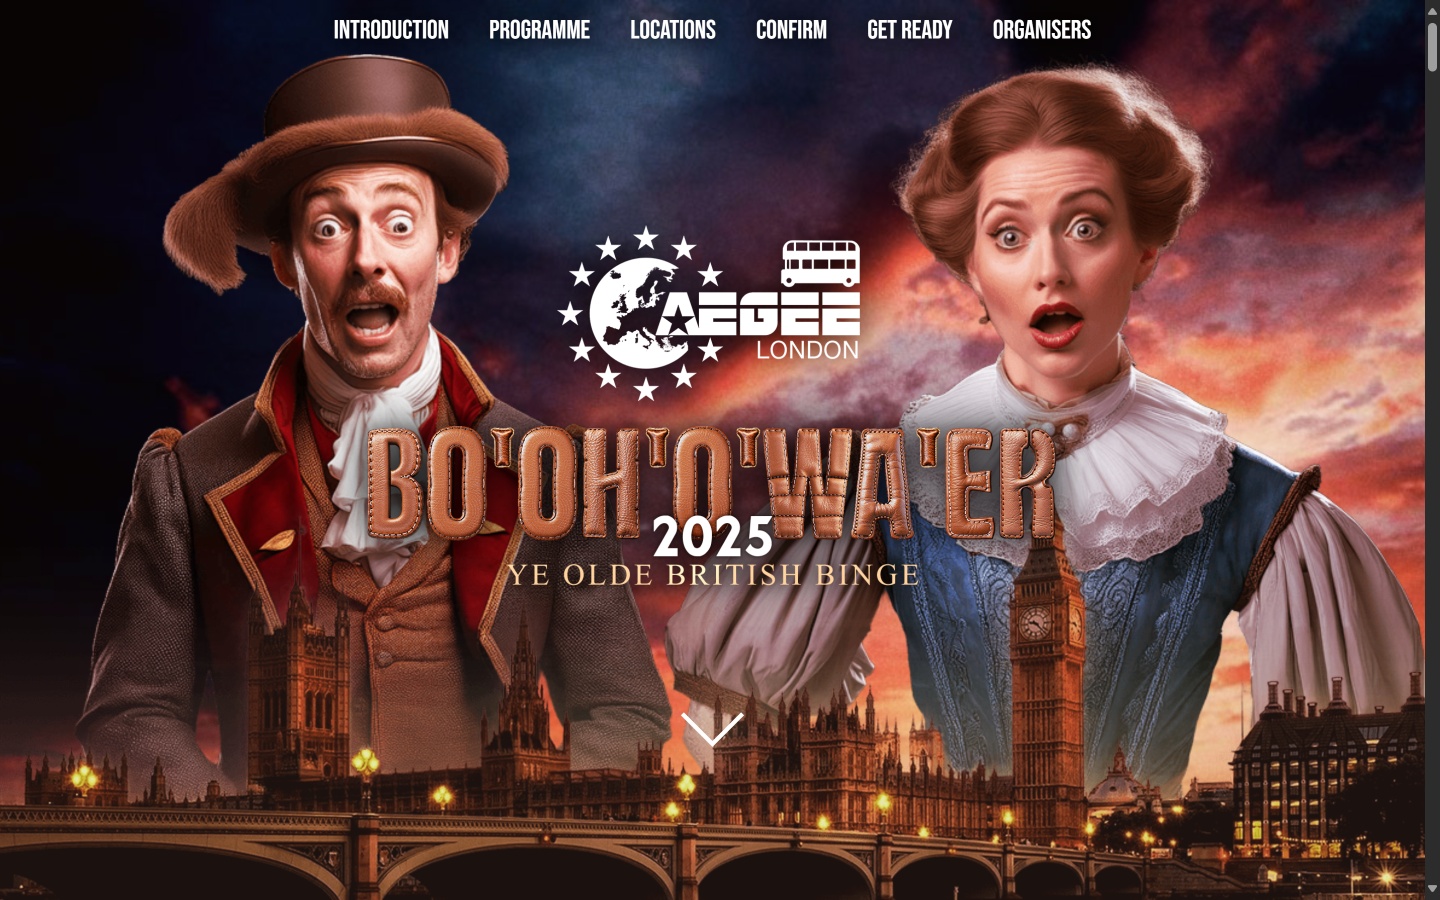 INTRODUCTION PROGRAMME LOCATIONS CONFIRM GET READY ORGANISERS
AEGEE
LONDON
BO'OH'O'WA'ER
2025
YE OLDE BRITISH BINGE